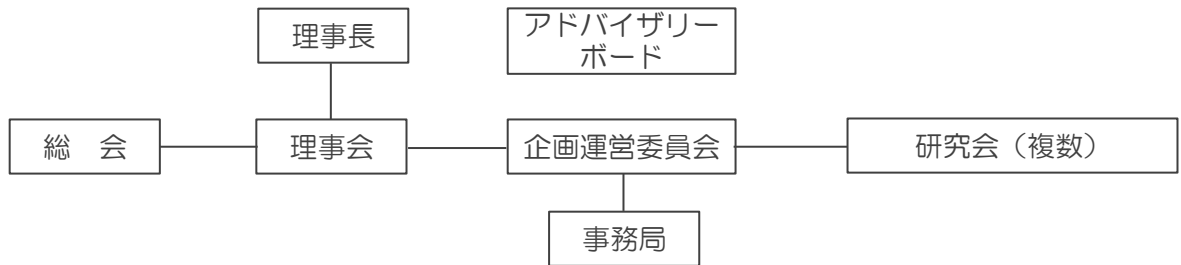 理事長
アドバイザリー
ボード
総　会
理事会
企画運営委員会
研究会（複数）
事務局